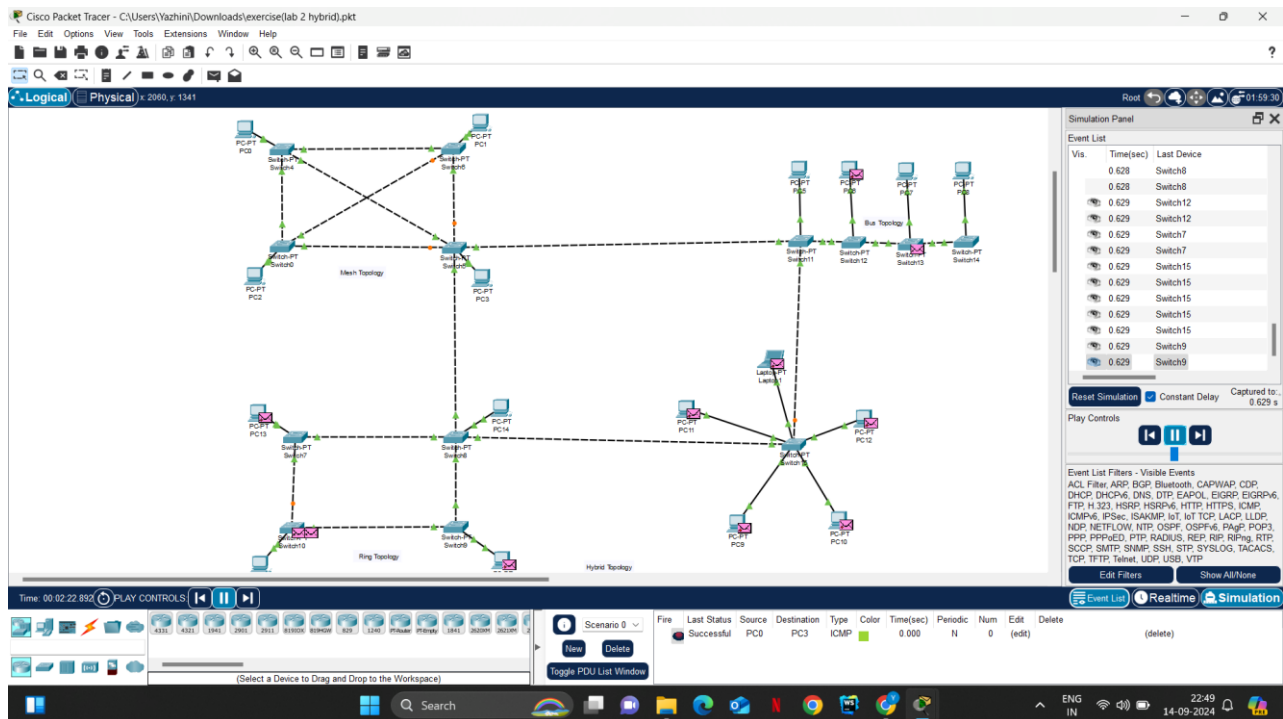 Cisco Packet Tracer - C:\Users\Yazhini\Downloads\exercise(lab 2 hybrid).pkt
File Edit Options View Tools Extensions Window Help
?
Logical Physical x: 2060, y: 1341
Root 01:59:30
PC-PT
PC0
Switch-PT
Switch4
PC-PT
PC1
Switch-PT
Switch-PT
PC-PT
PC2
Mesh Topology
Switch-PT
PC-PT
PC3
PC-PT
PC-PT
PC-PT
PC-PT
Bus Topology
Switch-PT
Switch11
Switch-PT
Switch12
Switch-PT
Switch13
Switch-PT
Switch14
Laptop-PT
Laptop1
PC-PT
PC11
PC-PT
PC12
Switch-PT
PC-PT
PC9
PC-PT
PC10
PC-PT
PC13
Switch-PT
Switch7
PC-PT
PC14
Switch-PT
Switch-PT
Switch10
Switch-PT
Ring Topology
Hybrid Topology
Simulation Panel
Event List
Vis. Time(sec) Last Device
0.628 Switch8
0.628 Switch8
0.629 Switch12
0.629 Switch12
0.629 Switch7
0.629 Switch7
0.629 Switch15
0.629 Switch15
0.629 Switch15
0.629 Switch15
0.629 Switch9
0.629 Switch9
Reset Simulation Constant Delay Captured to:
0.629 s
Play Controls
Event List Filters - Visible Events
ACL Filter, ARP, BGP, Bluetooth, CAPWAP, CDP,
DHCP, DHCPv6, DNS, DTP, EAPOL, EIGRP, EIGRPv6,
FTP, H.323, HSRP, HSRPv6, HTTP, HTTPS, ICMP,
ICMPv6, IPSec, ISAKMP, IoT, IoT TCP, LACP, LLDP,
NDP, NETFLOW, NTP, OSPF, OSPFv6, PAgP, POP3,
PPP, PPPoED, PTP, RADIUS, REP, RIP, RIPng, RTP,
SCCP, SMTP, SNMP, SSH, STP, SYSLOG, TACACS,
TCP, TFTP, Telnet, UDP, USB, VTP
Edit Filters Show All/None
Time: 00:02:22.892 PLAY CONTROLS:
Event List Realtime Simulation
4331 4321 1941 2901 2911 819IOX 819HGW 829 1240 PT-Router PT-Empty 1841 2620XM 2621XM
(Select a Device to Drag and Drop to the Workspace)
Scenario 0
New Delete
Toggle PDU List Window
Fire Last Status Source Destination Type Color Time(sec) Periodic Num Edit Delete
Successful PC0 PC3 ICMP 0.000 N 0 (edit) (delete)
Search
ENG
IN
22:49
14-09-2024